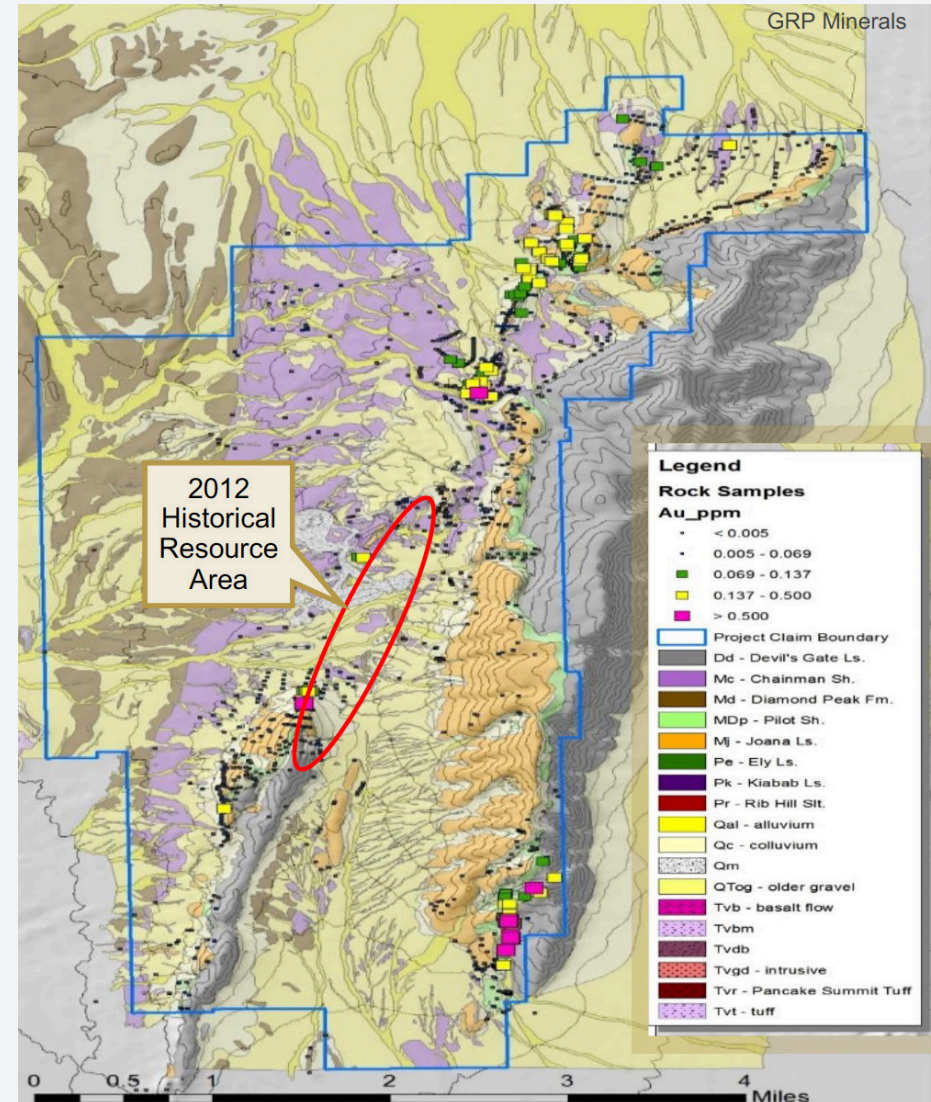 GRP Minerals
2012
Historical
Resource
Area
Legend
Rock Samples
Au_ppm
< 0.005
0.005 - 0.069
0.069 - 0.137
0.137 - 0.500
> 0.500
Project Claim Boundary
Dd - Devil's Gate Ls.
Mc - Chainman Sh.
Md - Diamond Peak Fm.
MDp - Pilot Sh.
Mj - Joana Ls.
Pe - Ely Ls.
Pk - Kiabab Ls.
Pr - Rib Hill Slt.
Qal - alluvium
Qc - colluvium
Qm
QTog - older gravel
Tvb - basalt flow
Tvbm
Tvdb
Tvgd - intrusive
Tvr - Pancake Summit Tuff
Tvt - tuff
0 0.5 1 2 3 4
Miles